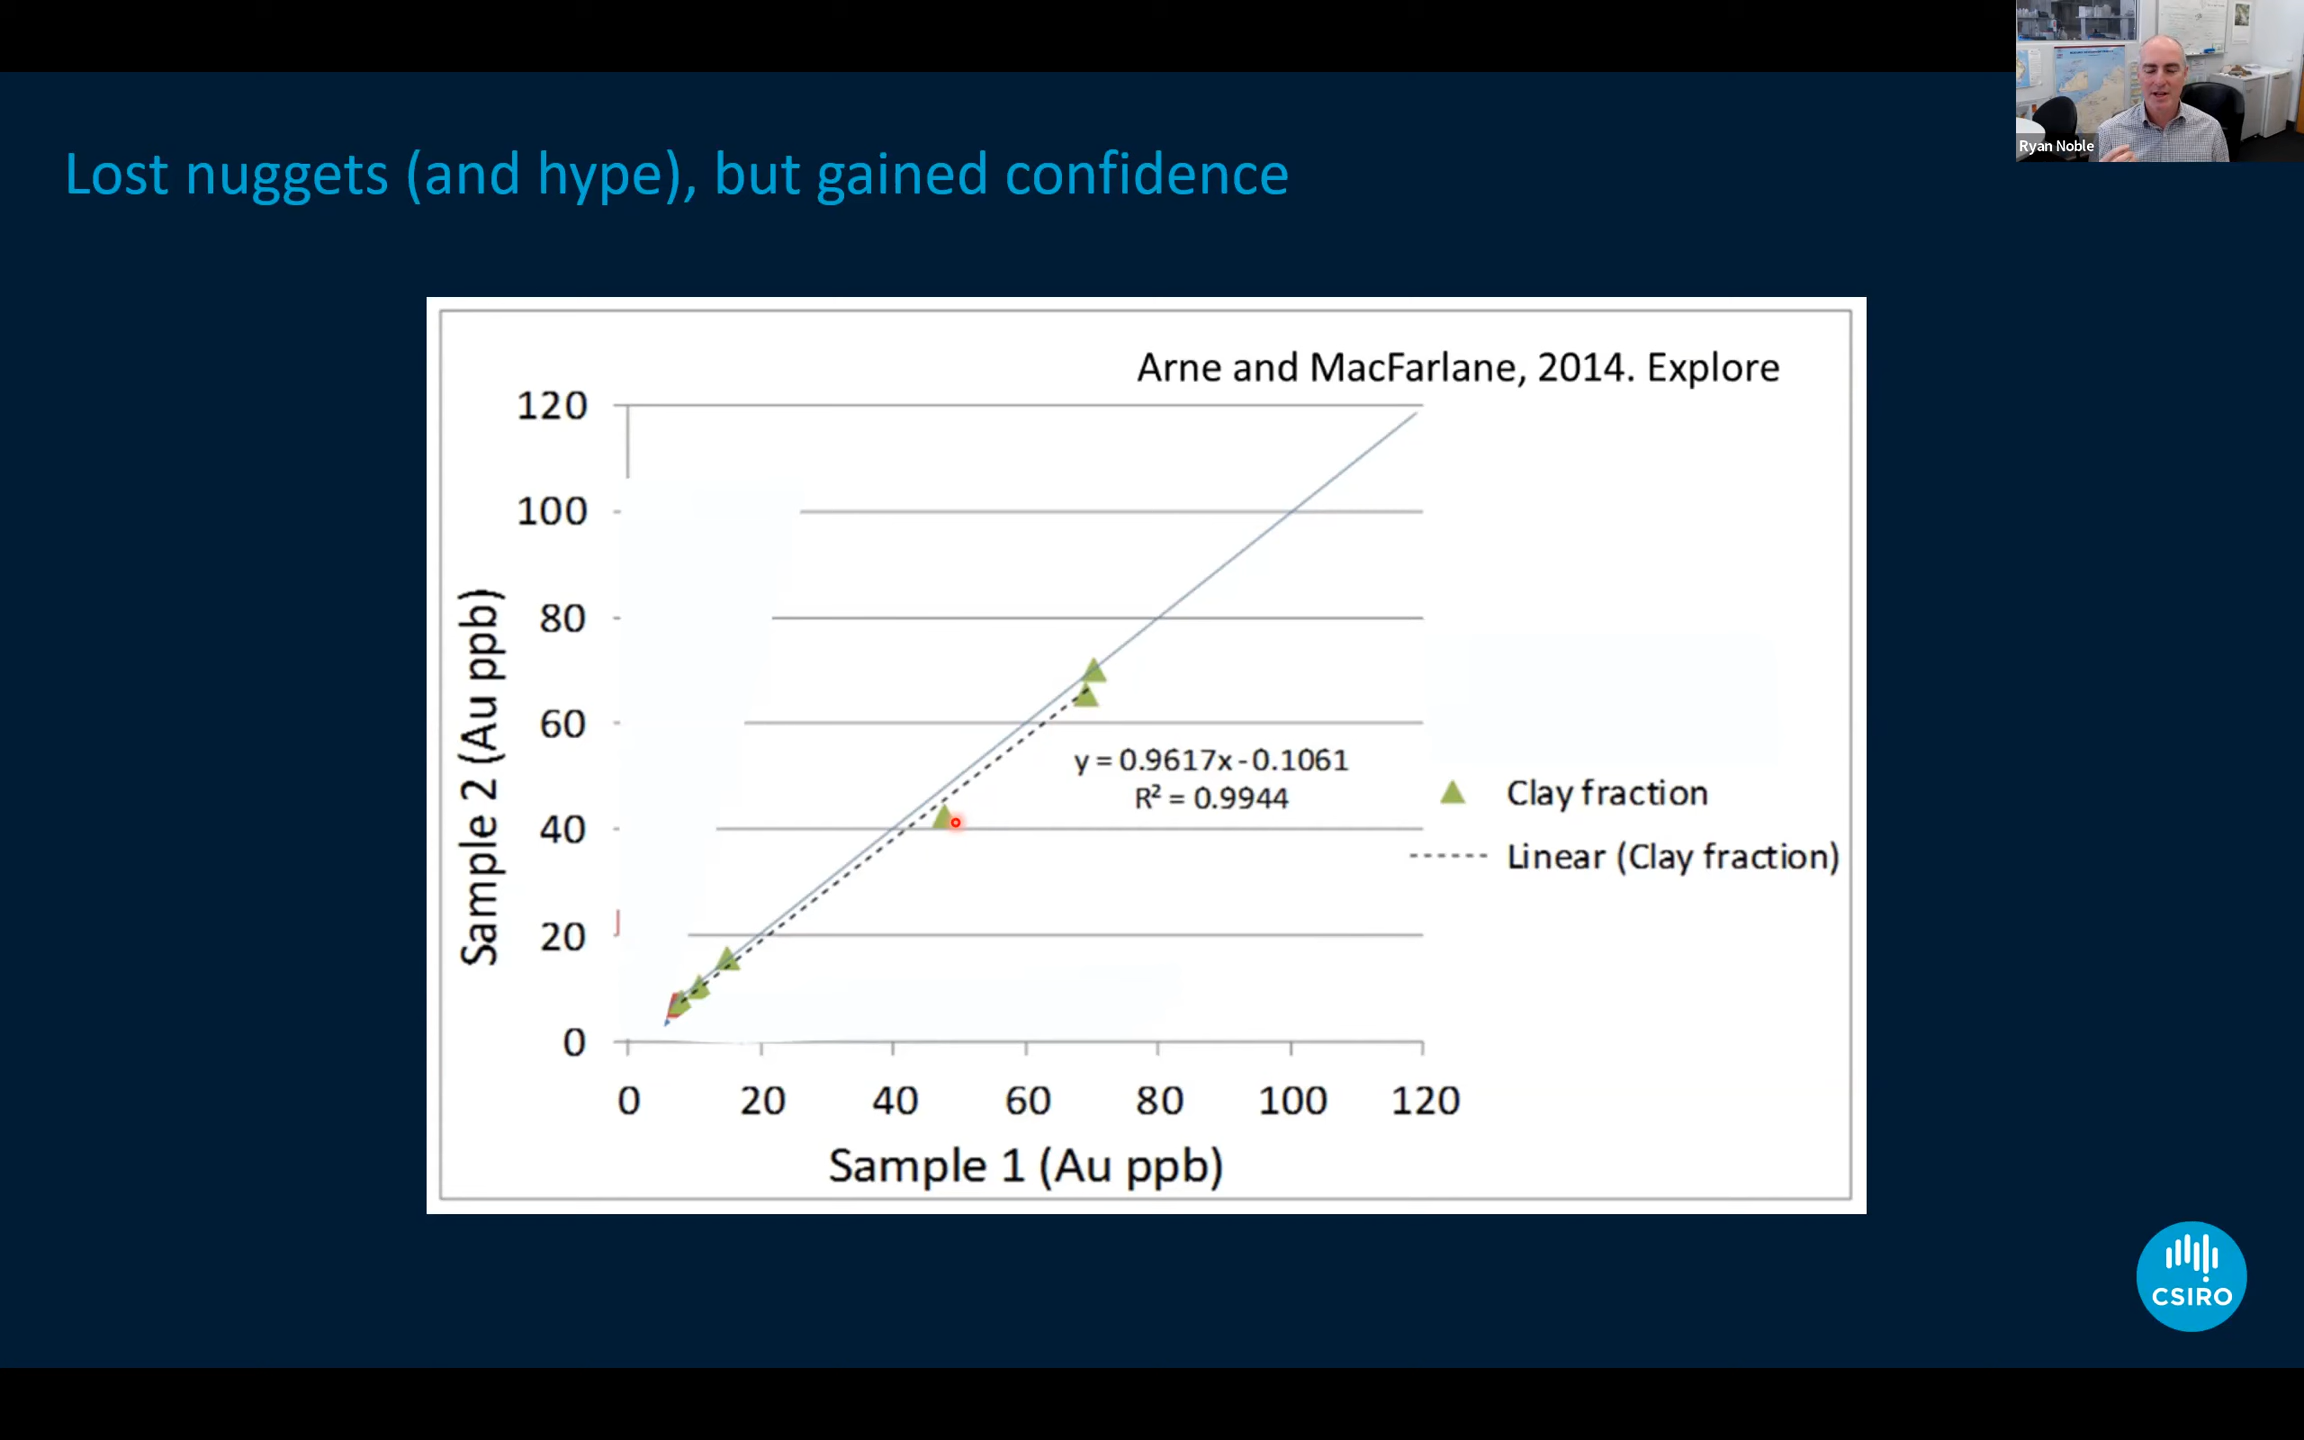 Ryan Noble
Lost nuggets (and hype), but gained confidence
Arne and MacFarlane, 2014. Explore
120
100
80
60
40
20
0
Sample 2 (Au ppb)
y = 0.9617x - 0.1061
R² = 0.9944
Clay fraction
Linear (Clay fraction)
0 20 40 60 80 100 120
Sample 1 (Au ppb)
CSIRO